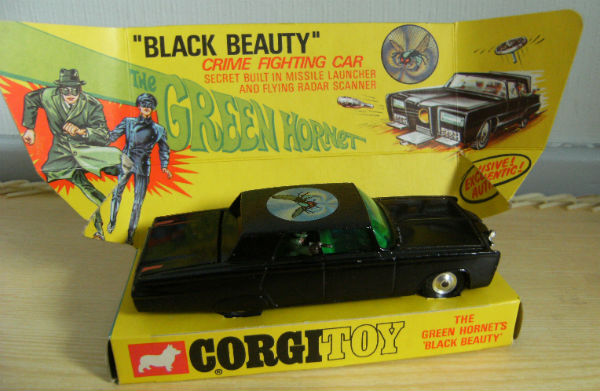 "BLACK BEAUTY"
CRIME FIGHTING CAR
SECRET BUILT IN MISSILE LAUNCHER
AND FLYING RADAR SCANNER
THE
GREEN HORNET
EXCLUSIVE!
AUTHENTIC!
CORGI TOY
®
THE
GREEN HORNET'S
'BLACK BEAUTY'